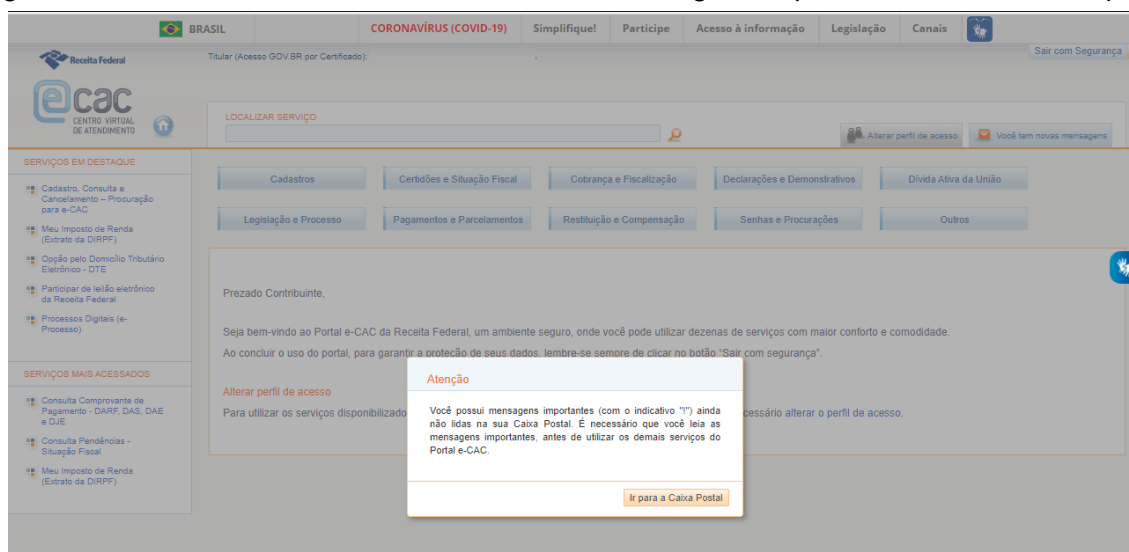 BRASIL CORONAVÍRUS (COVID-19) Simplifique! Participe Acesso à informação Legislação Canais
Receita Federal
Titular (Acesso GOV.BR por Certificado):
Sair com Segurança
e cac
CENTRO VIRTUAL
DE ATENDIMENTO
LOCALIZAR SERVIÇO
Alterar perfil de acesso
Você tem novas mensagens
SERVIÇOS EM DESTAQUE
Cadastro, Consulta e
Cancelamento – Procuração
para e-CAC
Meu Imposto de Renda
(Extrato da DIRPF)
Opção pelo Domicílio Tributário
Eletrônico - DTE
Participar de leilão eletrônico
da Receita Federal
Processos Digitais (e-
Processo)
SERVIÇOS MAIS ACESSADOS
Consulta Comprovante de
Pagamento - DARF, DAS, DAE
e DJE
Consulta Pendências -
Situação Fiscal
Meu Imposto de Renda
(Extrato da DIRPF)
Cadastros Certidões e Situação Fiscal Cobrança e Fiscalização Declarações e Demonstrativos Dívida Ativa da União
Legislação e Processo Pagamentos e Parcelamentos Restituição e Compensação Senhas e Procurações Outros
Prezado Contribuinte,
Seja bem-vindo ao Portal e-CAC da Receita Federal, um ambiente seguro, onde você pode utilizar dezenas de serviços com maior conforto e comodidade.
Ao concluir o uso do portal, para garantir a proteção de seus dados, lembre-se sempre de clicar no botão "Sair com segurança".
Alterar perfil de acesso
Para utilizar os serviços disponibilizado cessário alterar o perfil de acesso.
Atenção
Você possui mensagens importantes (com o indicativo "!") ainda
não lidas na sua Caixa Postal. É necessário que você leia as
mensagens importantes, antes de utilizar os demais serviços do
Portal e-CAC.
Ir para a Caixa Postal